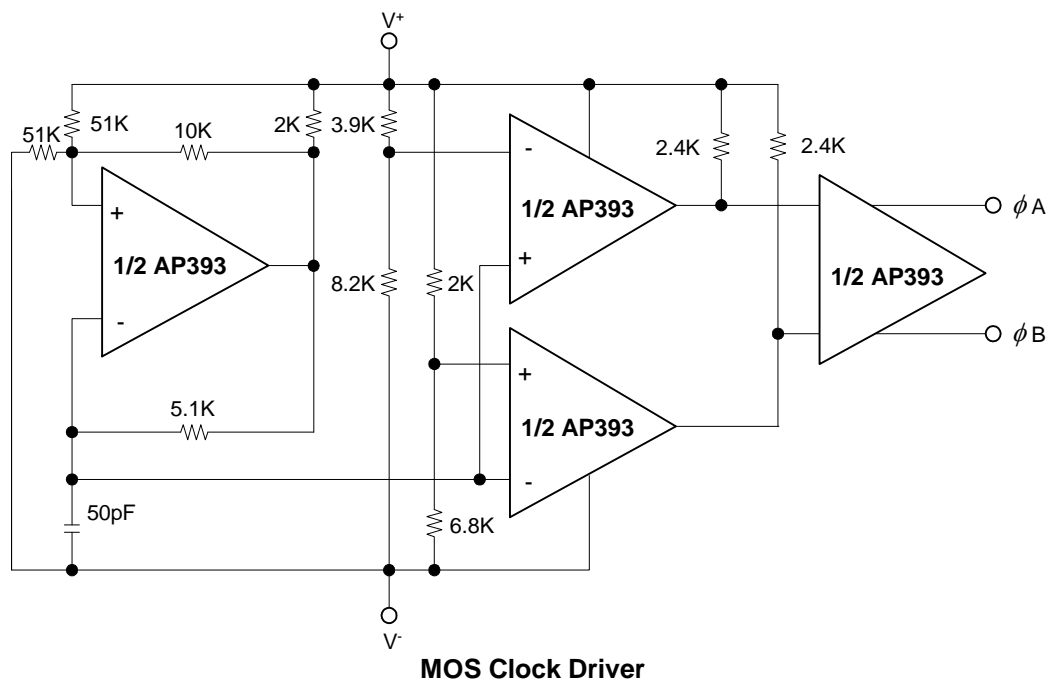 V+
51K
51K
10K
2K
3.9K
2.4K
2.4K
+
-
1/2 AP393
-
+
1/2 AP393
1/2 AP393
ϕA
ϕB
8.2K
2K
5.1K
+
-
1/2 AP393
50pF
6.8K
V-
MOS Clock Driver